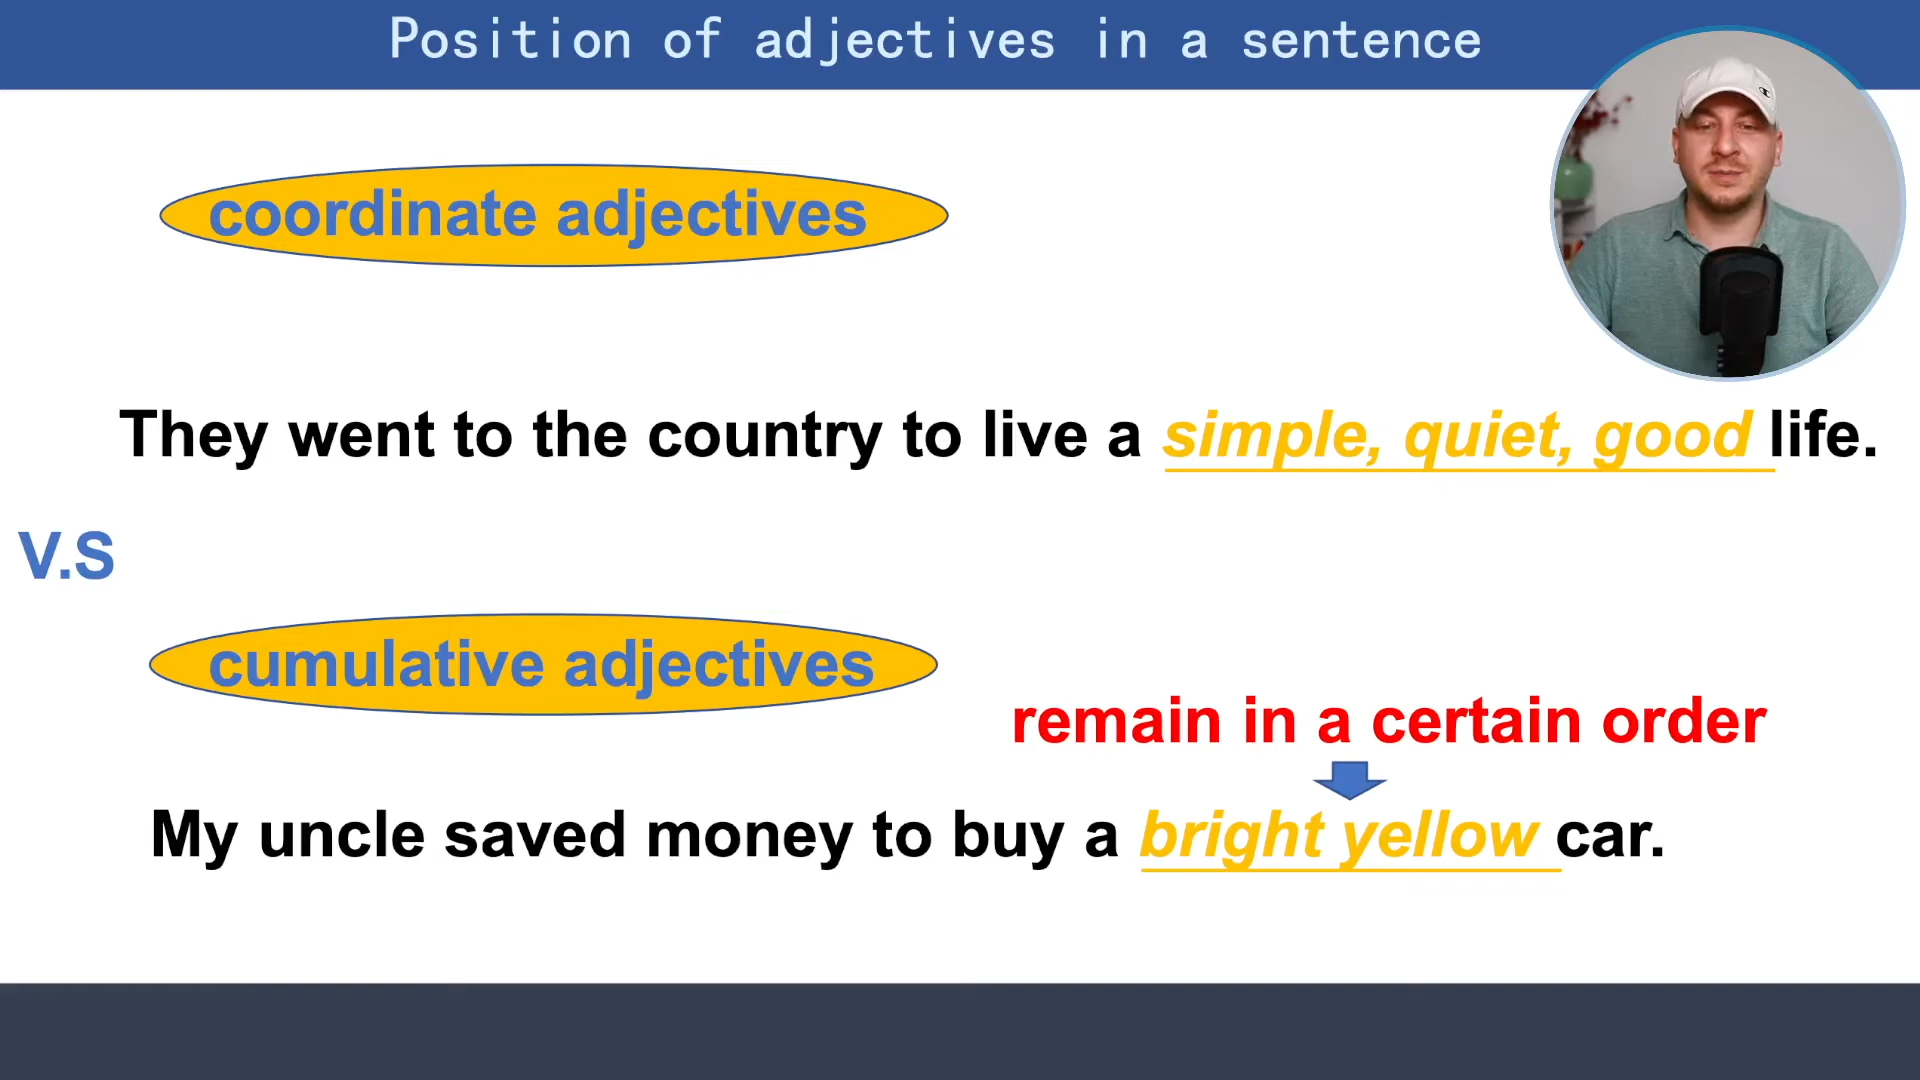 Position of adjectives in a sentence
coordinate adjectives
They went to the country to live a simple, quiet, good life.
V.S
cumulative adjectives
remain in a certain order
My uncle saved money to buy a bright yellow car.